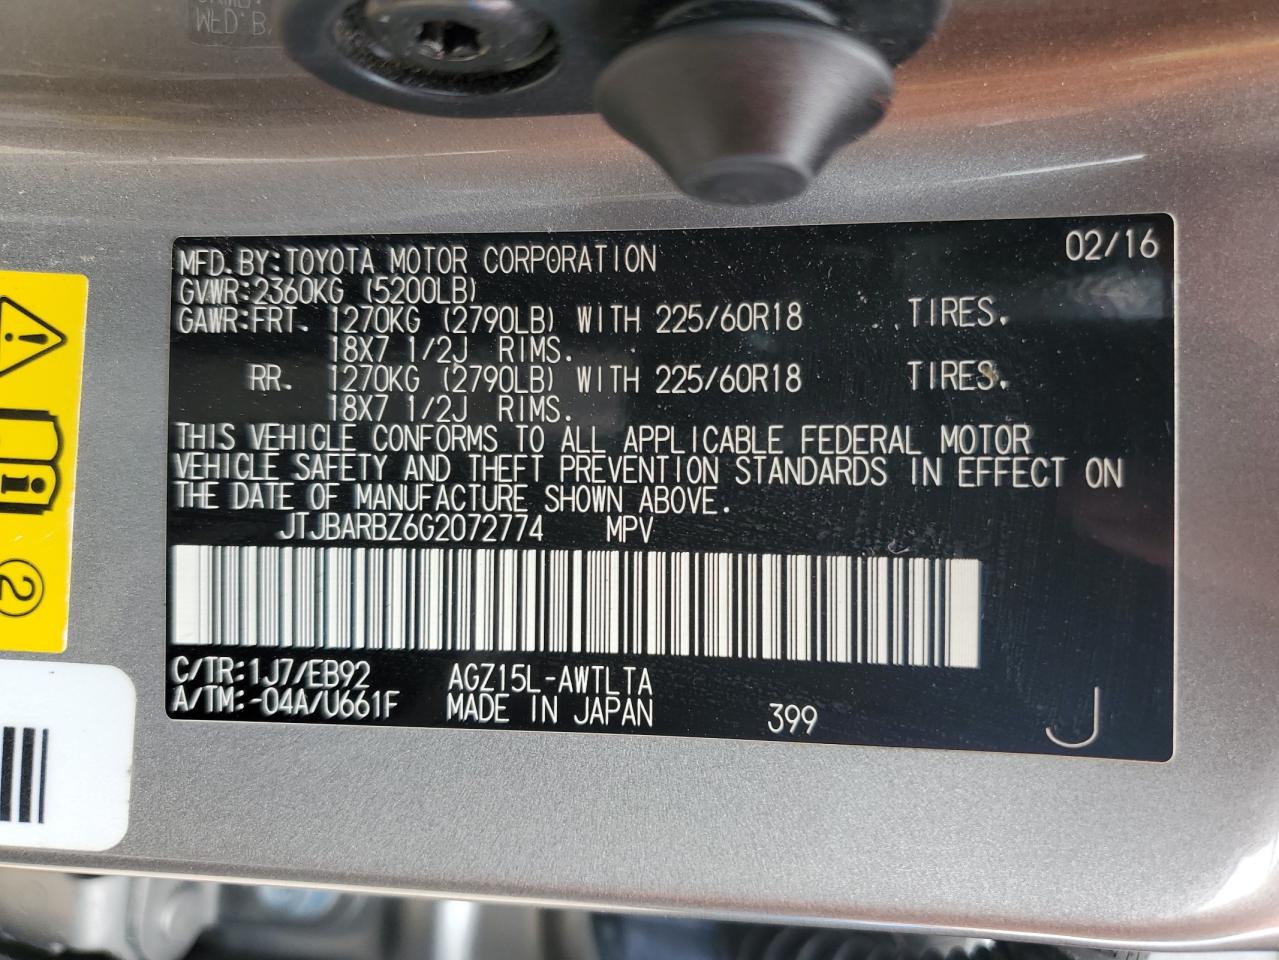 MFD.BY:TOYOTA MOTOR CORPORATION 02/16
GVWR:2360KG (5200LB)
GAWR:FRT. 1270KG (2790LB) WITH 225/60R18 TIRES.
18X7 1/2J RIMS.
RR. 1270KG (2790LB) WITH 225/60R18 TIRES.
18X7 1/2J RIMS.
THIS VEHICLE CONFORMS TO ALL APPLICABLE FEDERAL MOTOR
VEHICLE SAFETY AND THEFT PREVENTION STANDARDS IN EFFECT ON
THE DATE OF MANUFACTURE SHOWN ABOVE.
JTJBARBZ6G2072774 MPV
C/TR:1J7/EB92 AGZ15L-AWTLTA
A/TM:-04A/U661F MADE IN JAPAN 399 J
2